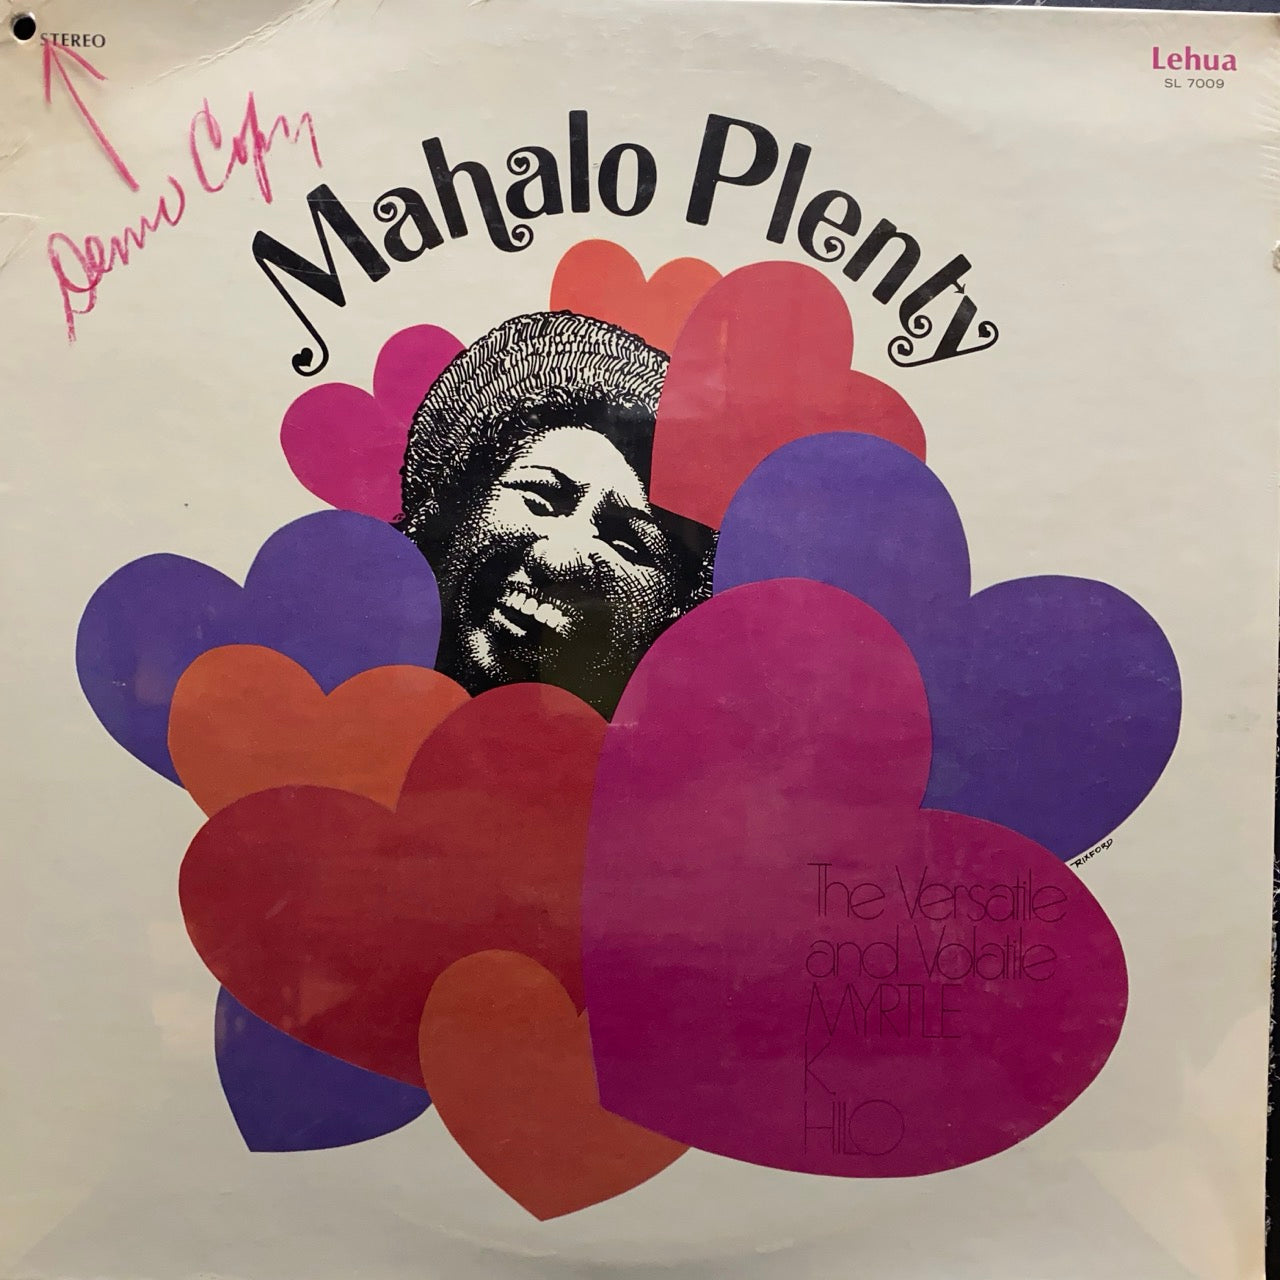 STEREO
Lehua
SL 7009
Demo Copy
Mahalo Plenty
RIXFORD
The Versatile
and Volatile
MYRTLE
K
HILO